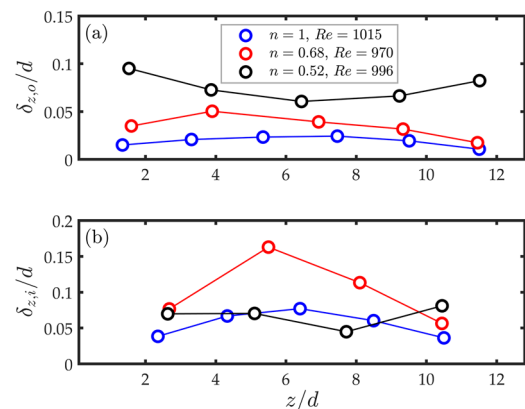 (a)
n = 1, Re = 1015
n = 0.68, Re = 970
n = 0.52, Re = 996
δz,o/d
0.15
0.1
0.05
0
2 4 6 8 10 12
(b)
δz,i/d
0.2
0.15
0.1
0.05
0
2 4 6 8 10 12
z/d